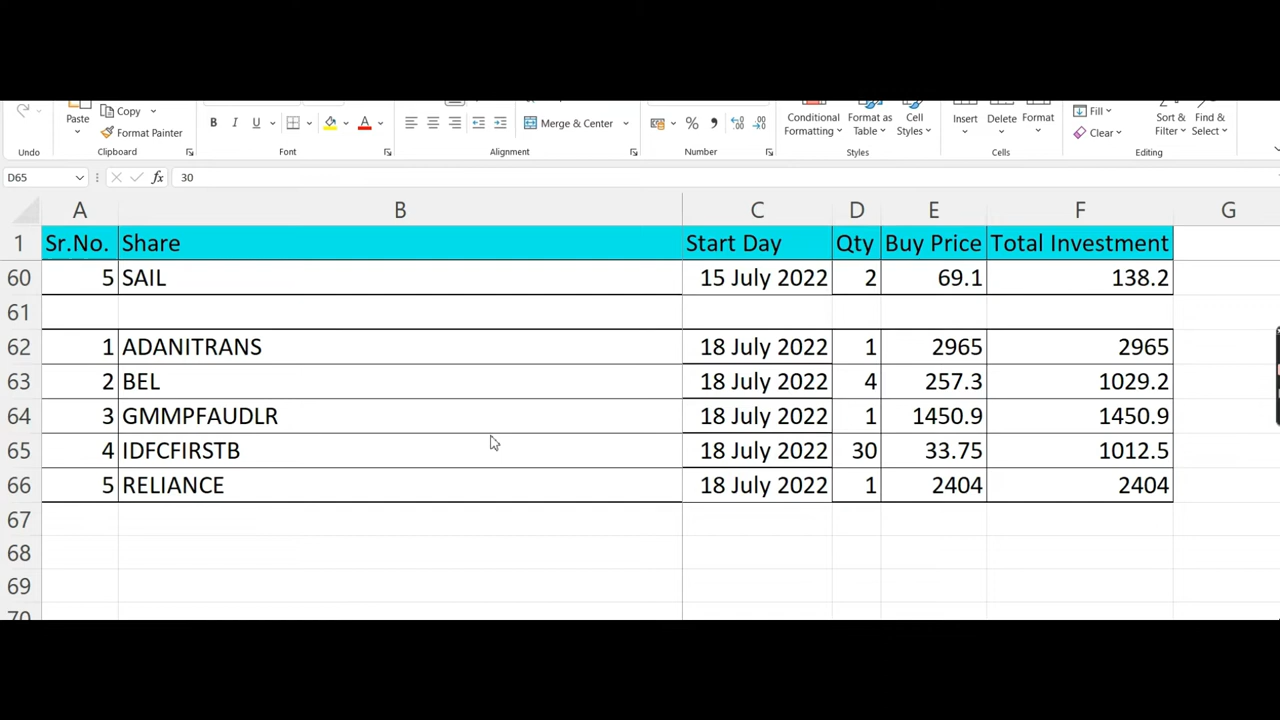 Paste Copy
Format Painter
B I U A
Merge & Center
%
Conditional Formatting Format as Table Cell Styles
Insert Delete Format
Fill
Clear
Sort & Filter Find & Select
Undo Clipboard Font Alignment Number Styles Cells Editing
D65 fx 30
A B C D E F G
1 Sr.No. Share Start Day Qty Buy Price Total Investment
60 5 SAIL 15 July 2022 2 69.1 138.2
61
62 1 ADANITRANS 18 July 2022 1 2965 2965
63 2 BEL 18 July 2022 4 257.3 1029.2
64 3 GMMPFAUDLR 18 July 2022 1 1450.9 1450.9
65 4 IDFCFIRSTB 18 July 2022 30 33.75 1012.5
66 5 RELIANCE 18 July 2022 1 2404 2404
67
68
69
70